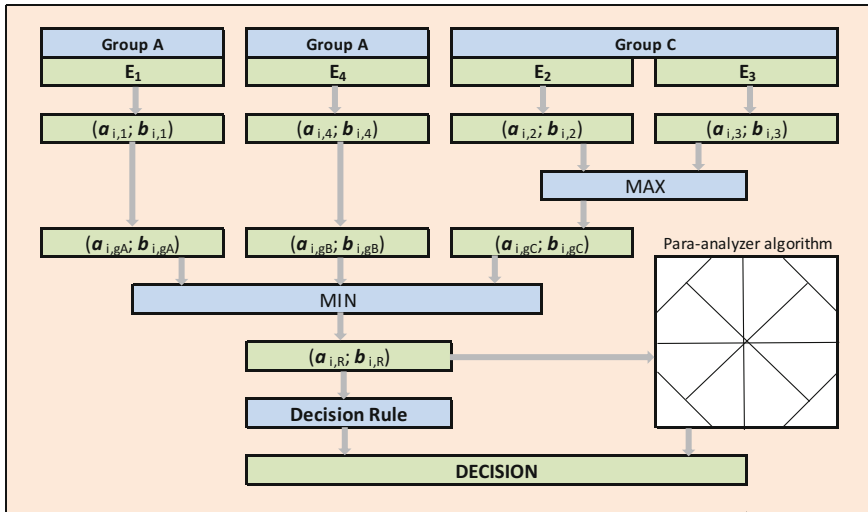 Group A Group A Group C
E1 E4 E2 E3
(a i,1; b i,1) (a i,4; b i,4) (a i,2; b i,2) (a i,3; b i,3)
MAX
(a i,gA; b i,gA) (a i,gB; b i,gB) (a i,gC; b i,gC)
Para-analyzer algorithm
MIN
(a i,R; b i,R)
Decision Rule
DECISION